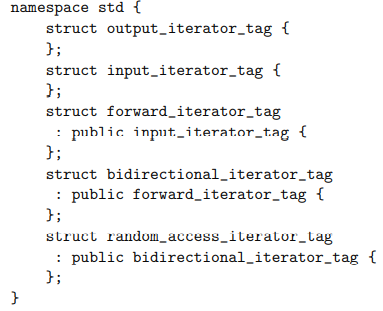 namespace std {
    struct output_iterator_tag {
    };
    struct input_iterator_tag {
    };
    struct forward_iterator_tag
     : public input_iterator_tag {
    };
    struct bidirectional_iterator_tag
     : public forward_iterator_tag {
    };
    struct random_access_iterator_tag
     : public bidirectional_iterator_tag {
    };
}